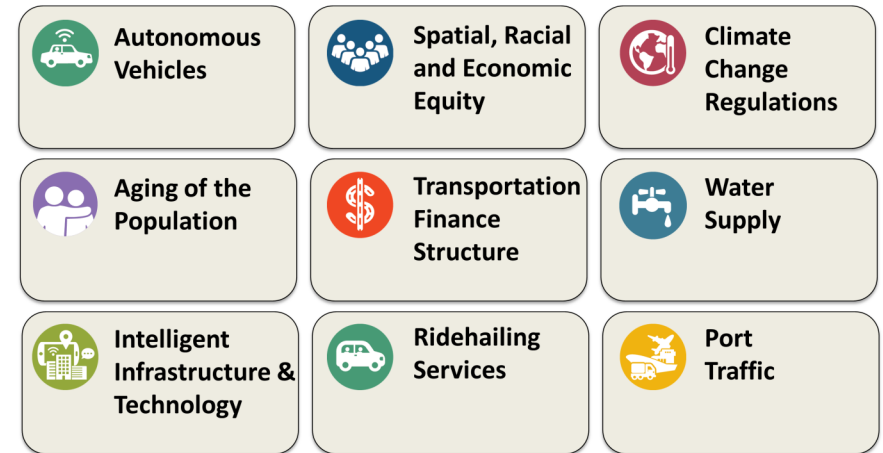 Autonomous
Vehicles
Spatial, Racial
and Economic
Equity
Climate
Change
Regulations
Aging of the
Population
Transportation
Finance
Structure
Water
Supply
Intelligent
Infrastructure &
Technology
Ridehailing
Services
Port
Traffic